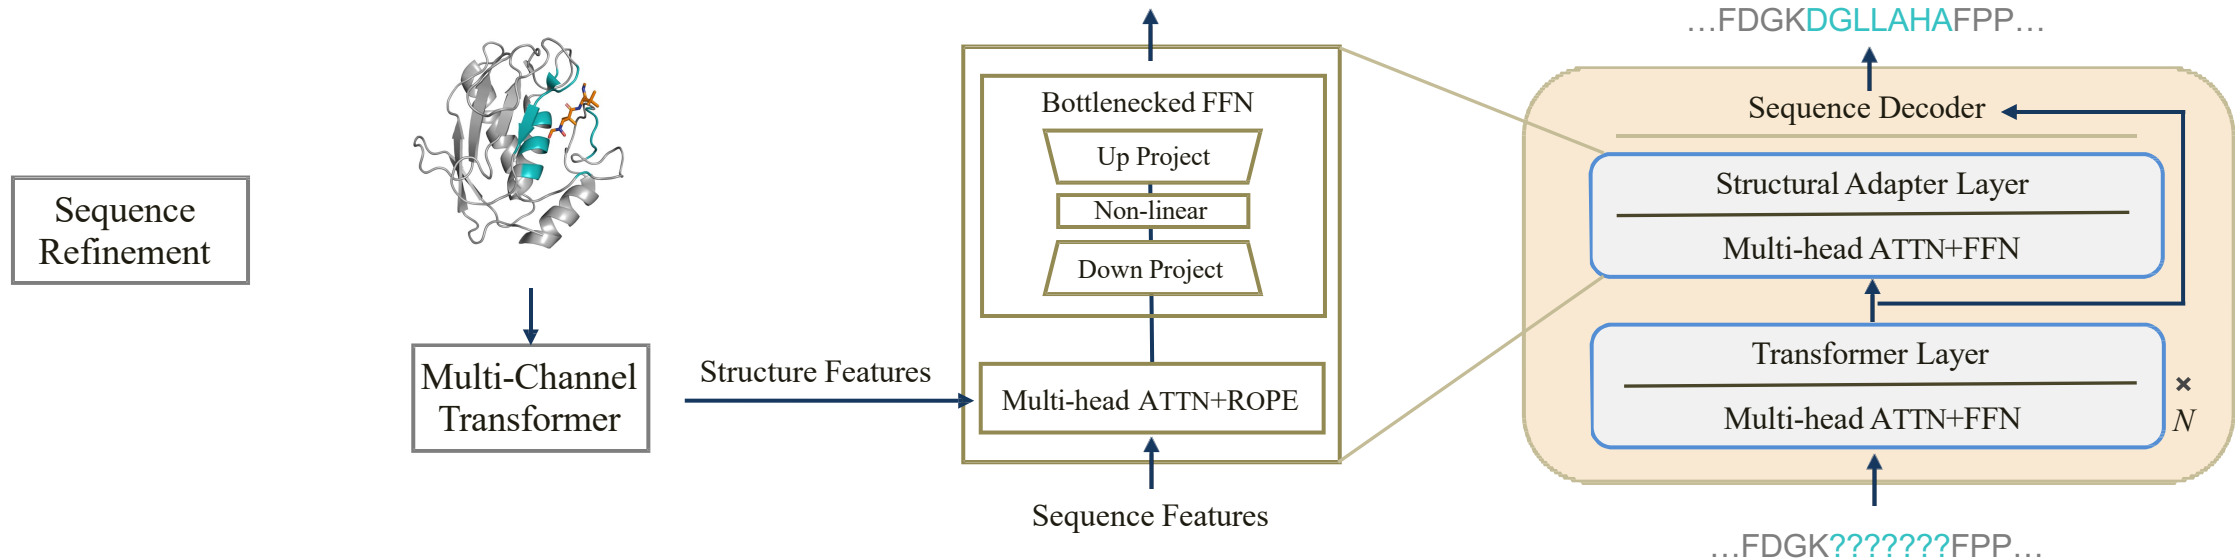 Sequence
Refinement
Multi-Channel
Transformer
Structure Features
Bottlenecked FFN
Up Project
Non-linear
Down Project
Multi-head ATTN+ROPE
Sequence Features
...FDGKDGLLAHAFPP...
Sequence Decoder
Structural Adapter Layer
Multi-head ATTN+FFN
Transformer Layer
Multi-head ATTN+FFN
×
N
...FDGK???????FPP...